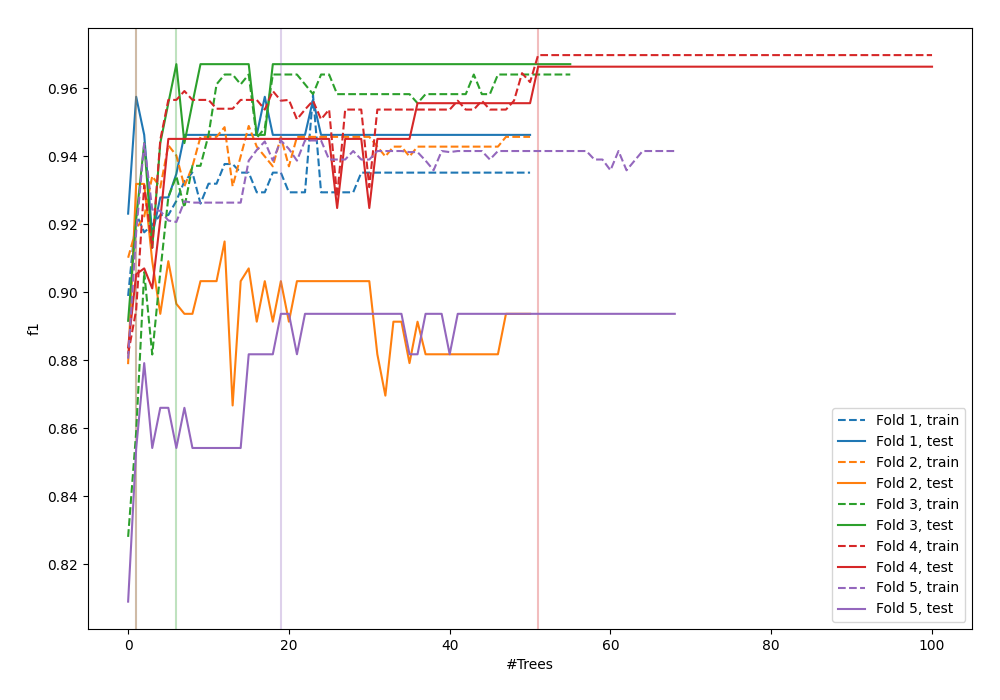 0.96
0.94
0.92
0.90
0.88
0.86
0.84
0.82
f1
0
20
40
60
80
100
#Trees
Fold 1, train
Fold 1, test
Fold 2, train
Fold 2, test
Fold 3, train
Fold 3, test
Fold 4, train
Fold 4, test
Fold 5, train
Fold 5, test